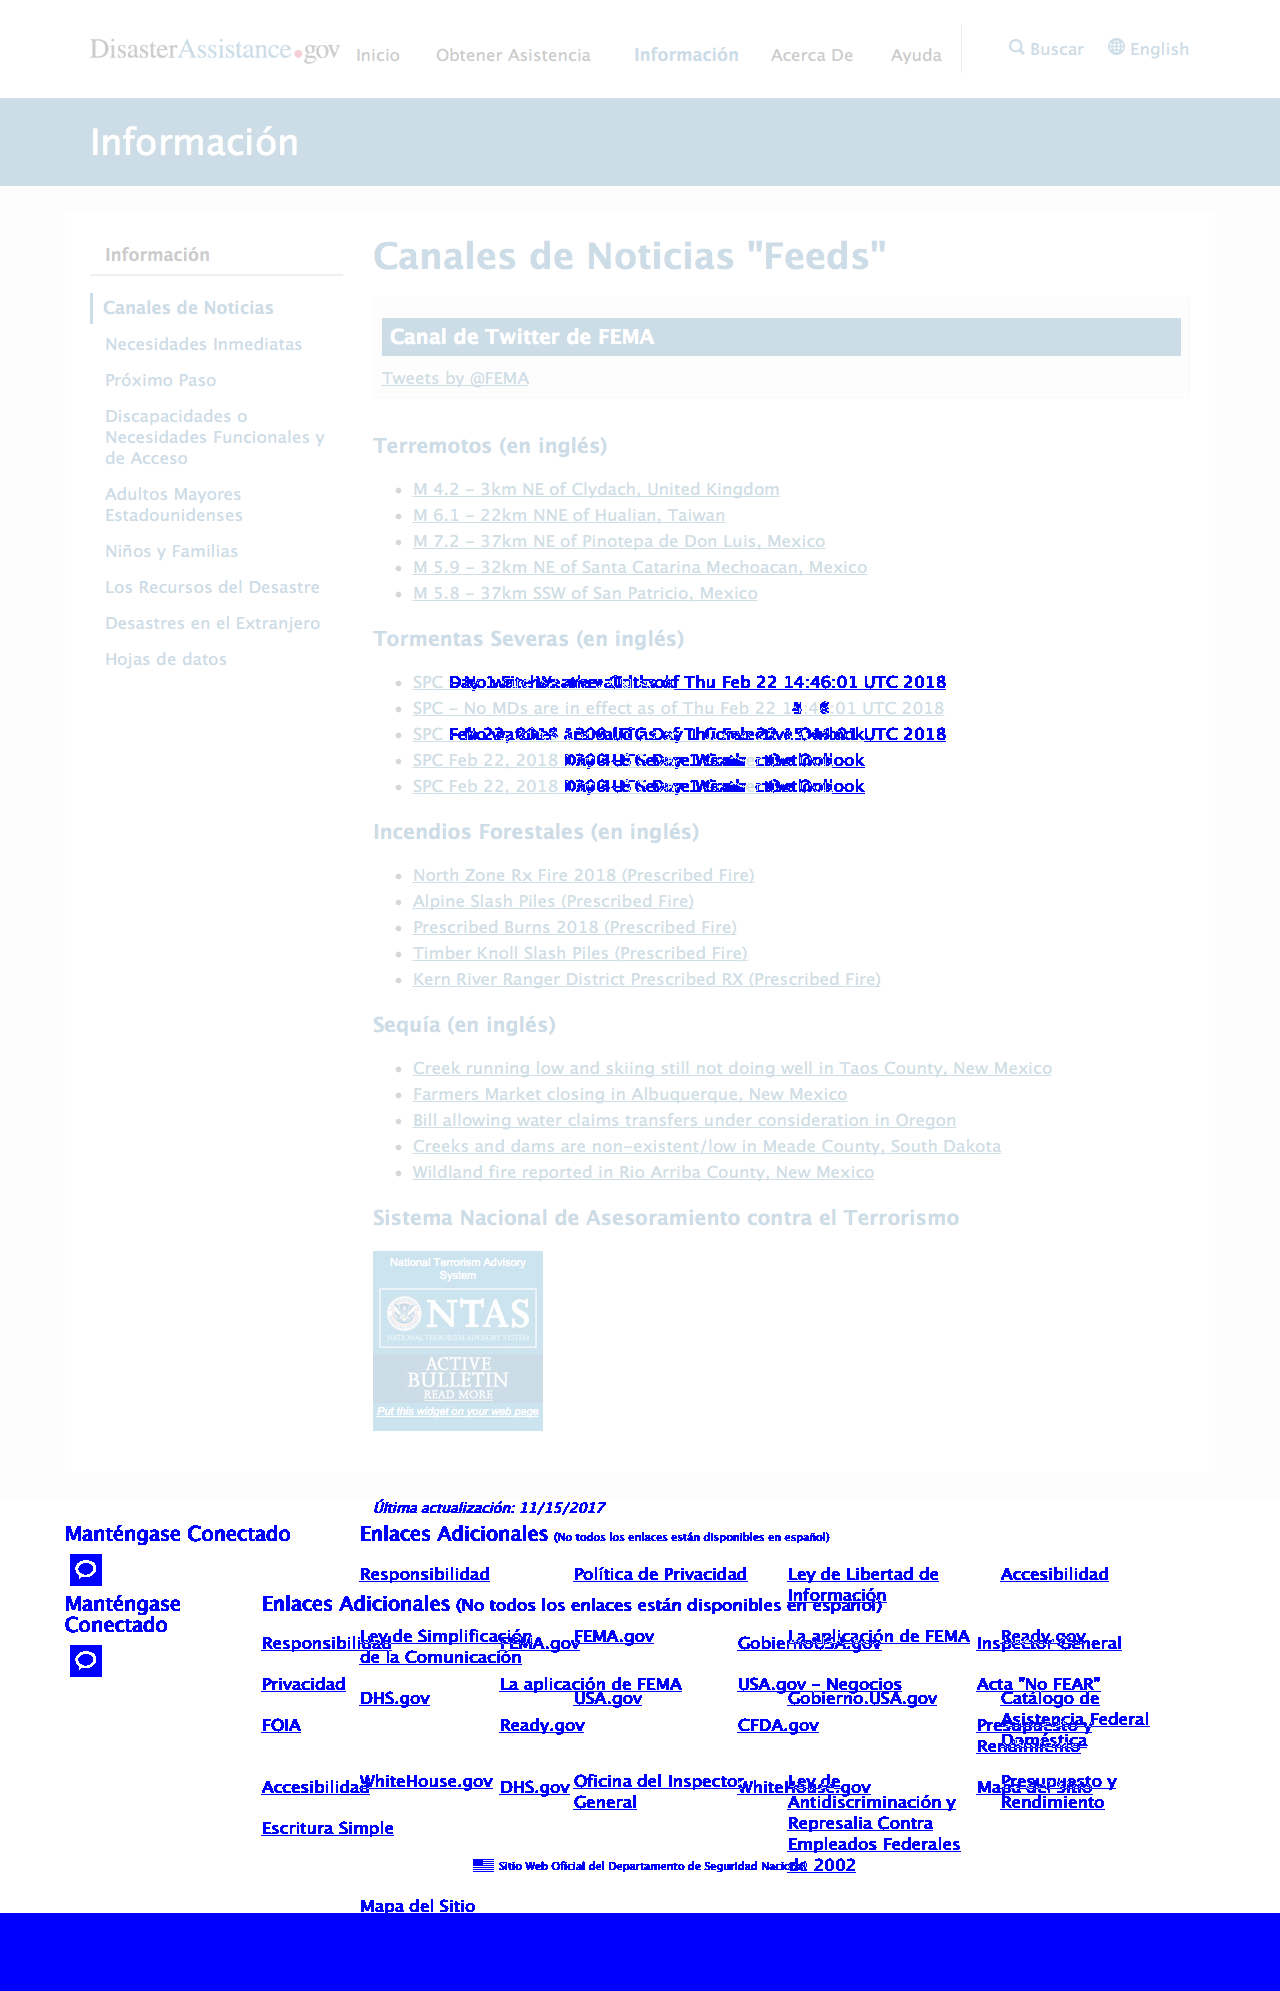 DisasterAssistance.gov Inicio Obtener Asistencia Información Acerca De Ayuda Buscar English
Información
Información
Canales de Noticias
Necesidades Inmediatas
Próximo Paso
Discapacidades o
Necesidades Funcionales y
de Acceso
Adultos Mayores
Estadounidenses
Niños y Familias
Los Recursos del Desastre
Desastres en el Extranjero
Hojas de datos
Canales de Noticias "Feeds"
Canal de Twitter de FEMA
Tweets by @FEMA
Terremotos (en inglés)
M 4.2 - 3km NE of Clydach, United Kingdom
M 6.1 - 22km NNE of Hualian, Taiwan
M 7.2 - 37km NE of Pinotepa de Don Luis, Mexico
M 5.9 - 32km NE of Santa Catarina Mechoacan, Mexico
M 5.8 - 37km SSW of San Patricio, Mexico
Tormentas Severas (en inglés)
SPC Thu Feb 22 14:46:01 UTC 2018
SPC - No MDs are in effect as of Thu Feb 22 UTC 2018
SPC UTC 2018
SPC Feb 22, 2018
SPC Feb 22, 2018
Incendios Forestales (en inglés)
North Zone Rx Fire 2018 (Prescribed Fire)
Alpine Slash Piles (Prescribed Fire)
Prescribed Burns 2018 (Prescribed Fire)
Timber Knoll Slash Piles (Prescribed Fire)
Kern River Ranger District Prescribed RX (Prescribed Fire)
Sequía (en inglés)
Creek running low and skiing still not doing well in Taos County, New Mexico
Farmers Market closing in Albuquerque, New Mexico
Bill allowing water claims transfers under consideration in Oregon
Creeks and dams are non-existent/low in Meade County, South Dakota
Wildland fire reported in Rio Arriba County, New Mexico
Sistema Nacional de Asesoramiento contra el Terrorismo
National Terrorism Advisory
System
NTAS
NATIONAL TERRORISM ADVISORY SYSTEM
ACTIVE
BULLETIN
READ MORE
Put this widget on your web page
Última actualización: 11/15/2017
Manténgase Conectado
Enlaces Adicionales (No todos los enlaces están disponibles en español)
Responsibilidad Política de Privacidad Ley de Libertad de Accesibilidad
Información
Manténgase
Conectado
Enlaces Adicionales (No todos los enlaces están disponibles en español)
Ley de Simplificación FEMA.gov La aplicación de FEMA Ready.gov
de la Comunicación
Responsibilidad FEMA.gov GobiernoUSA.gov Inspector General
Privacidad La aplicación de FEMA USA.gov - Negocios Acta "No FEAR"
DHS.gov USA.gov Gobierno.USA.gov Catálogo de
Asistencia Federal
Doméstica
FOIA Ready.gov CFDA.gov Presupuesto y
Rendimiento
WhiteHouse.gov Oficina del Inspector Ley de Presupuesto y
General Antidiscriminación y Rendimiento
Represalia Contra
Empleados Federales
de 2002
Accesibilidad DHS.gov WhiteHouse.gov Mapa del Sitio
Escritura Simple
Sitio Web Oficial del Departamento de Seguridad Nacional
Mapa del Sitio